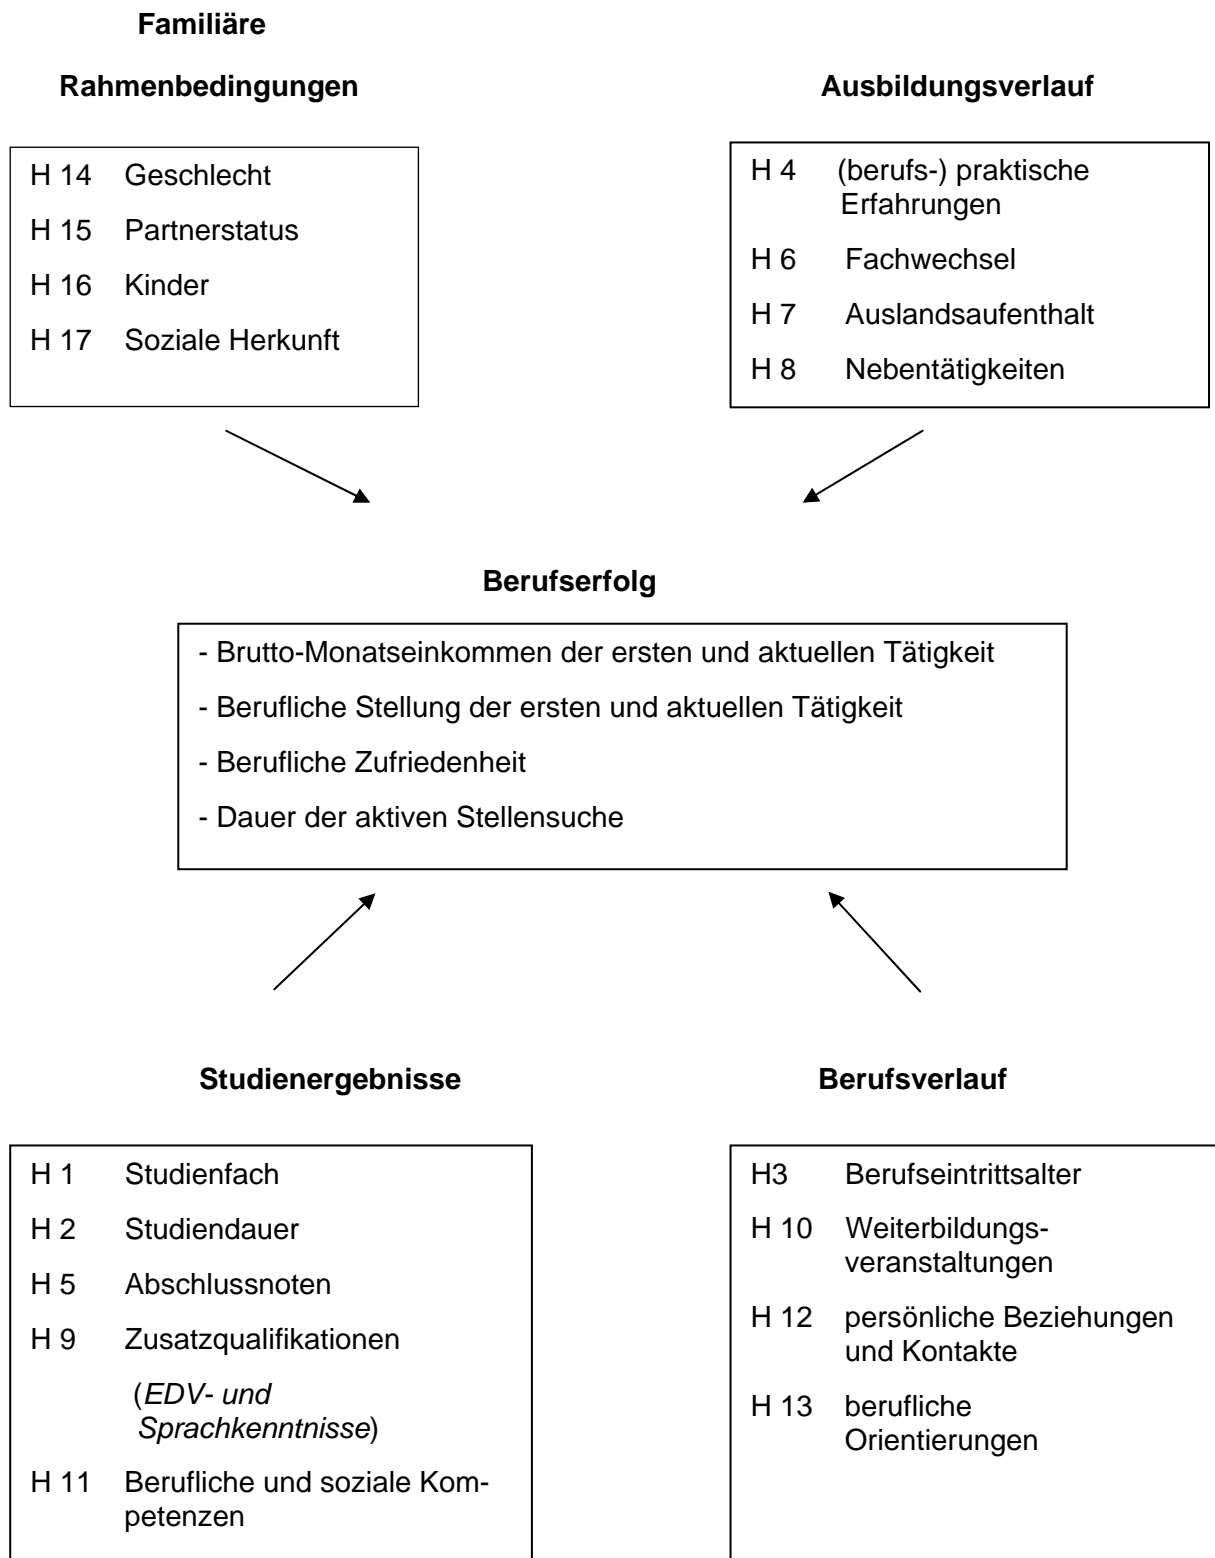 Familiäre
Rahmenbedingungen
H 14 Geschlecht
H 15 Partnerstatus
H 16 Kinder
H 17 Soziale Herkunft
Ausbildungsverlauf
H 4 (berufs-) praktische
Erfahrungen
H 6 Fachwechsel
H 7 Auslandsaufenthalt
H 8 Nebentätigkeiten
Berufserfolg
- Brutto-Monatseinkommen der ersten und aktuellen Tätigkeit
- Berufliche Stellung der ersten und aktuellen Tätigkeit
- Berufliche Zufriedenheit
- Dauer der aktiven Stellensuche
Studienergebnisse
H 1 Studienfach
H 2 Studiendauer
H 5 Abschlussnoten
H 9 Zusatzqualifikationen
(EDV- und
Sprachkenntnisse)
H 11 Berufliche und soziale Kom-
petenzen
Berufsverlauf
H3 Berufseintrittsalter
H 10 Weiterbildungs-
veranstaltungen
H 12 persönliche Beziehungen
und Kontakte
H 13 berufliche
Orientierungen